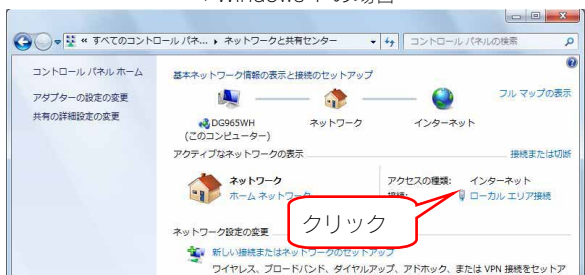 Windows 7 の場合
すべてのコントロール パネ... ▸ ネットワークと共有センター
コントロール パネルの検索
コントロール パネル ホーム
アダプターの設定の変更
共有の詳細設定の変更
基本ネットワーク情報の表示と接続のセットアップ
フル マップの表示
DG965WH
(このコンピューター)
ネットワーク
インターネット
アクティブなネットワークの表示
接続または切断
ネットワーク
ホーム ネットワーク
アクセスの種類: インターネット
接続: ローカル エリア接続
クリック
ネットワーク設定の変更
新しい接続またはネットワークのセットアップ
ワイヤレス、ブロードバンド、ダイヤルアップ、アドホック、または VPN 接続をセットア